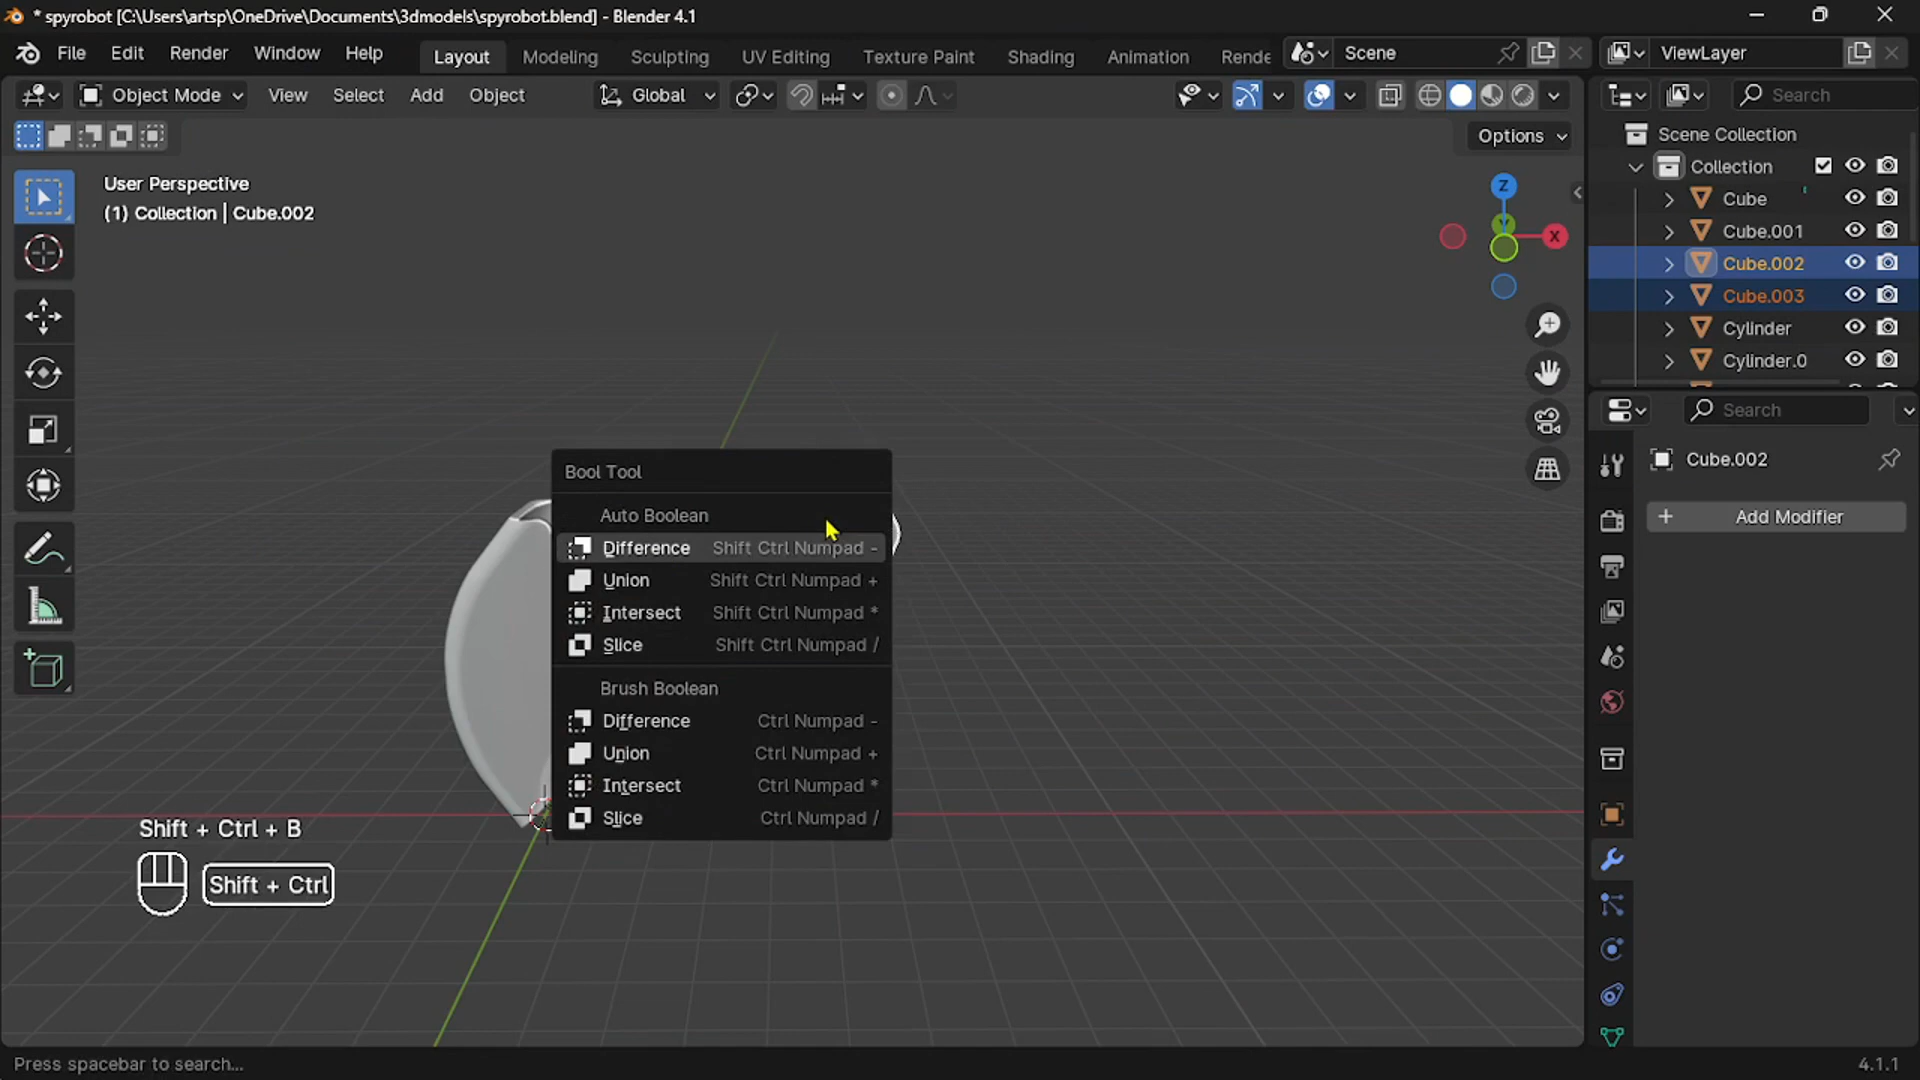 * spyrobot [C:\Users\artsp\OneDrive\Documents\3dmodels\spyrobot.blend] - Blender 4.1
File Edit Render Window Help Layout Modeling Sculpting UV Editing Texture Paint Shading Animation Rende Scene ViewLayer
Object Mode View Select Add Object Global Search
Options
Scene Collection
Collection
Cube
Cube.001
Cube.002
Cube.003
Cylinder
Cylinder.0
User Perspective
(1) Collection | Cube.002
Z
Y
X
Search
Cube.002
+ Add Modifier
Bool Tool
Auto Boolean
Difference Shift Ctrl Numpad -
Union Shift Ctrl Numpad +
Intersect Shift Ctrl Numpad *
Slice Shift Ctrl Numpad /
Brush Boolean
Difference Ctrl Numpad -
Union Ctrl Numpad +
Intersect Ctrl Numpad *
Slice Ctrl Numpad /
Shift + Ctrl + B
Shift + Ctrl
Press spacebar to search...
4.1.1